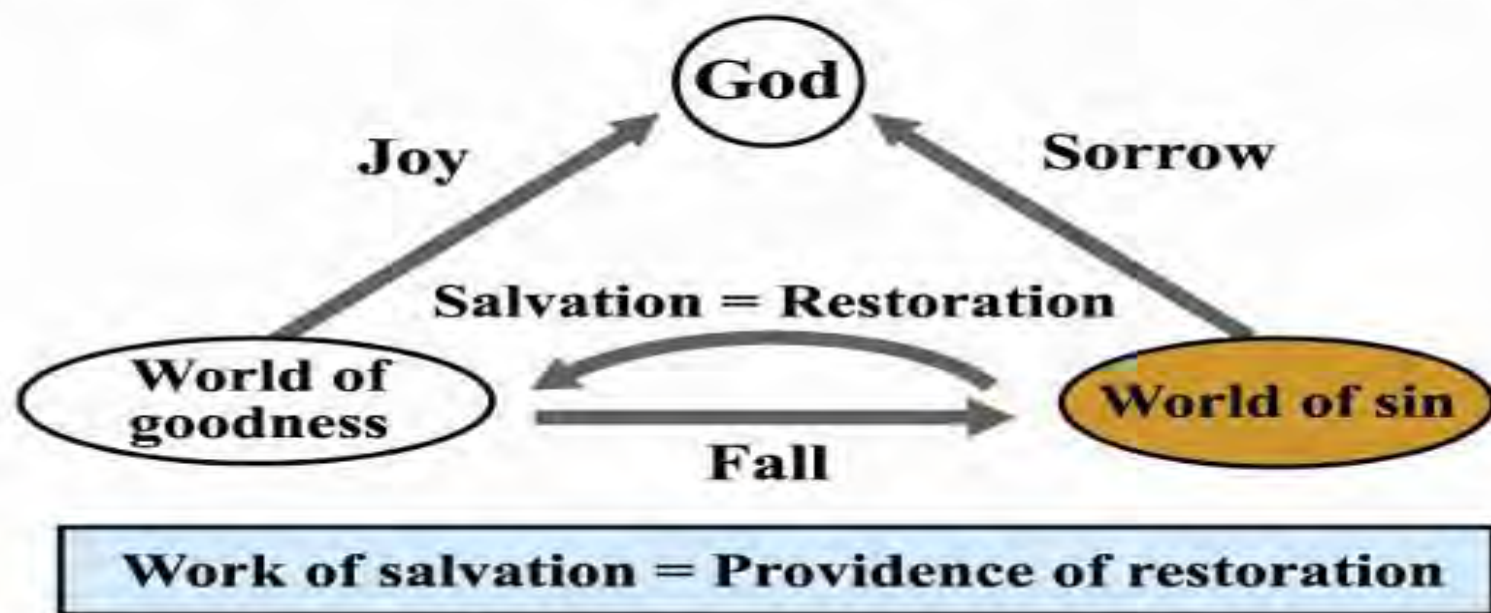 God
Joy
Sorrow
Salvation = Restoration
World of
goodness
World of sin
Fall
Work of salvation = Providence of restoration